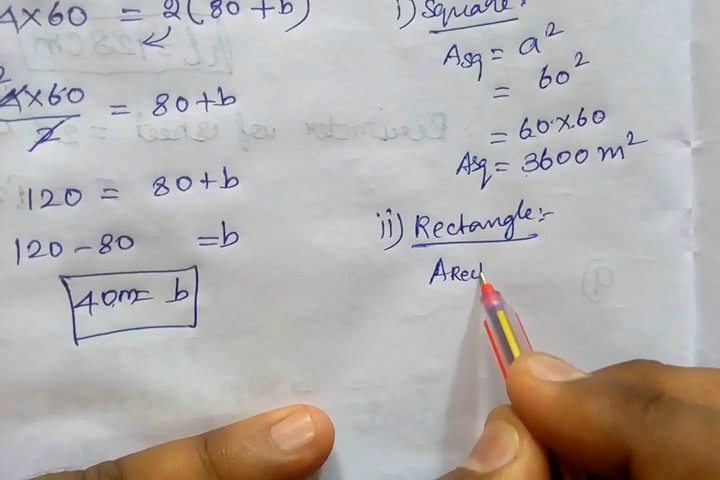 4×60 = 2(80+b)
4×60/2 = 80+b
120 = 80+b
120-80 = b
40m = b
i) Square:
Asq = a²
= 60²
= 60×60
Asq = 3600 m²
ii) Rectangle:-
ARect